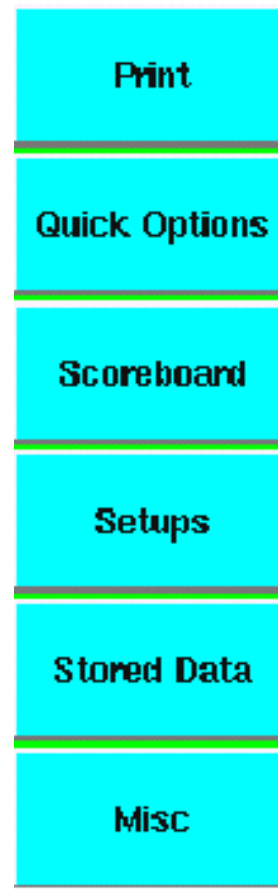 Print
Quick Options
Scoreboard
Setups
Stored Data
Misc